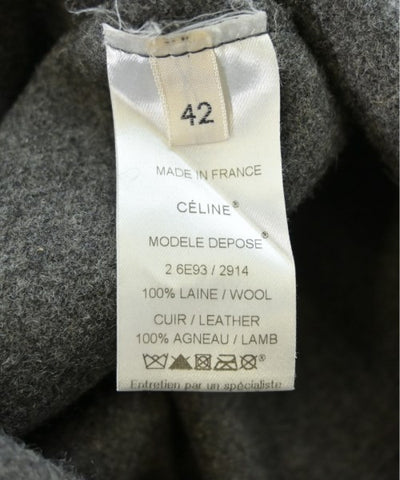 42
MADE IN FRANCE
CÉLINE®
MODELE DEPOSE®
2 6E93 / 2914
100% LAINE / WOOL
CUIR / LEATHER
100% AGNEAU / LAMB
®
Entretien par un spécialiste